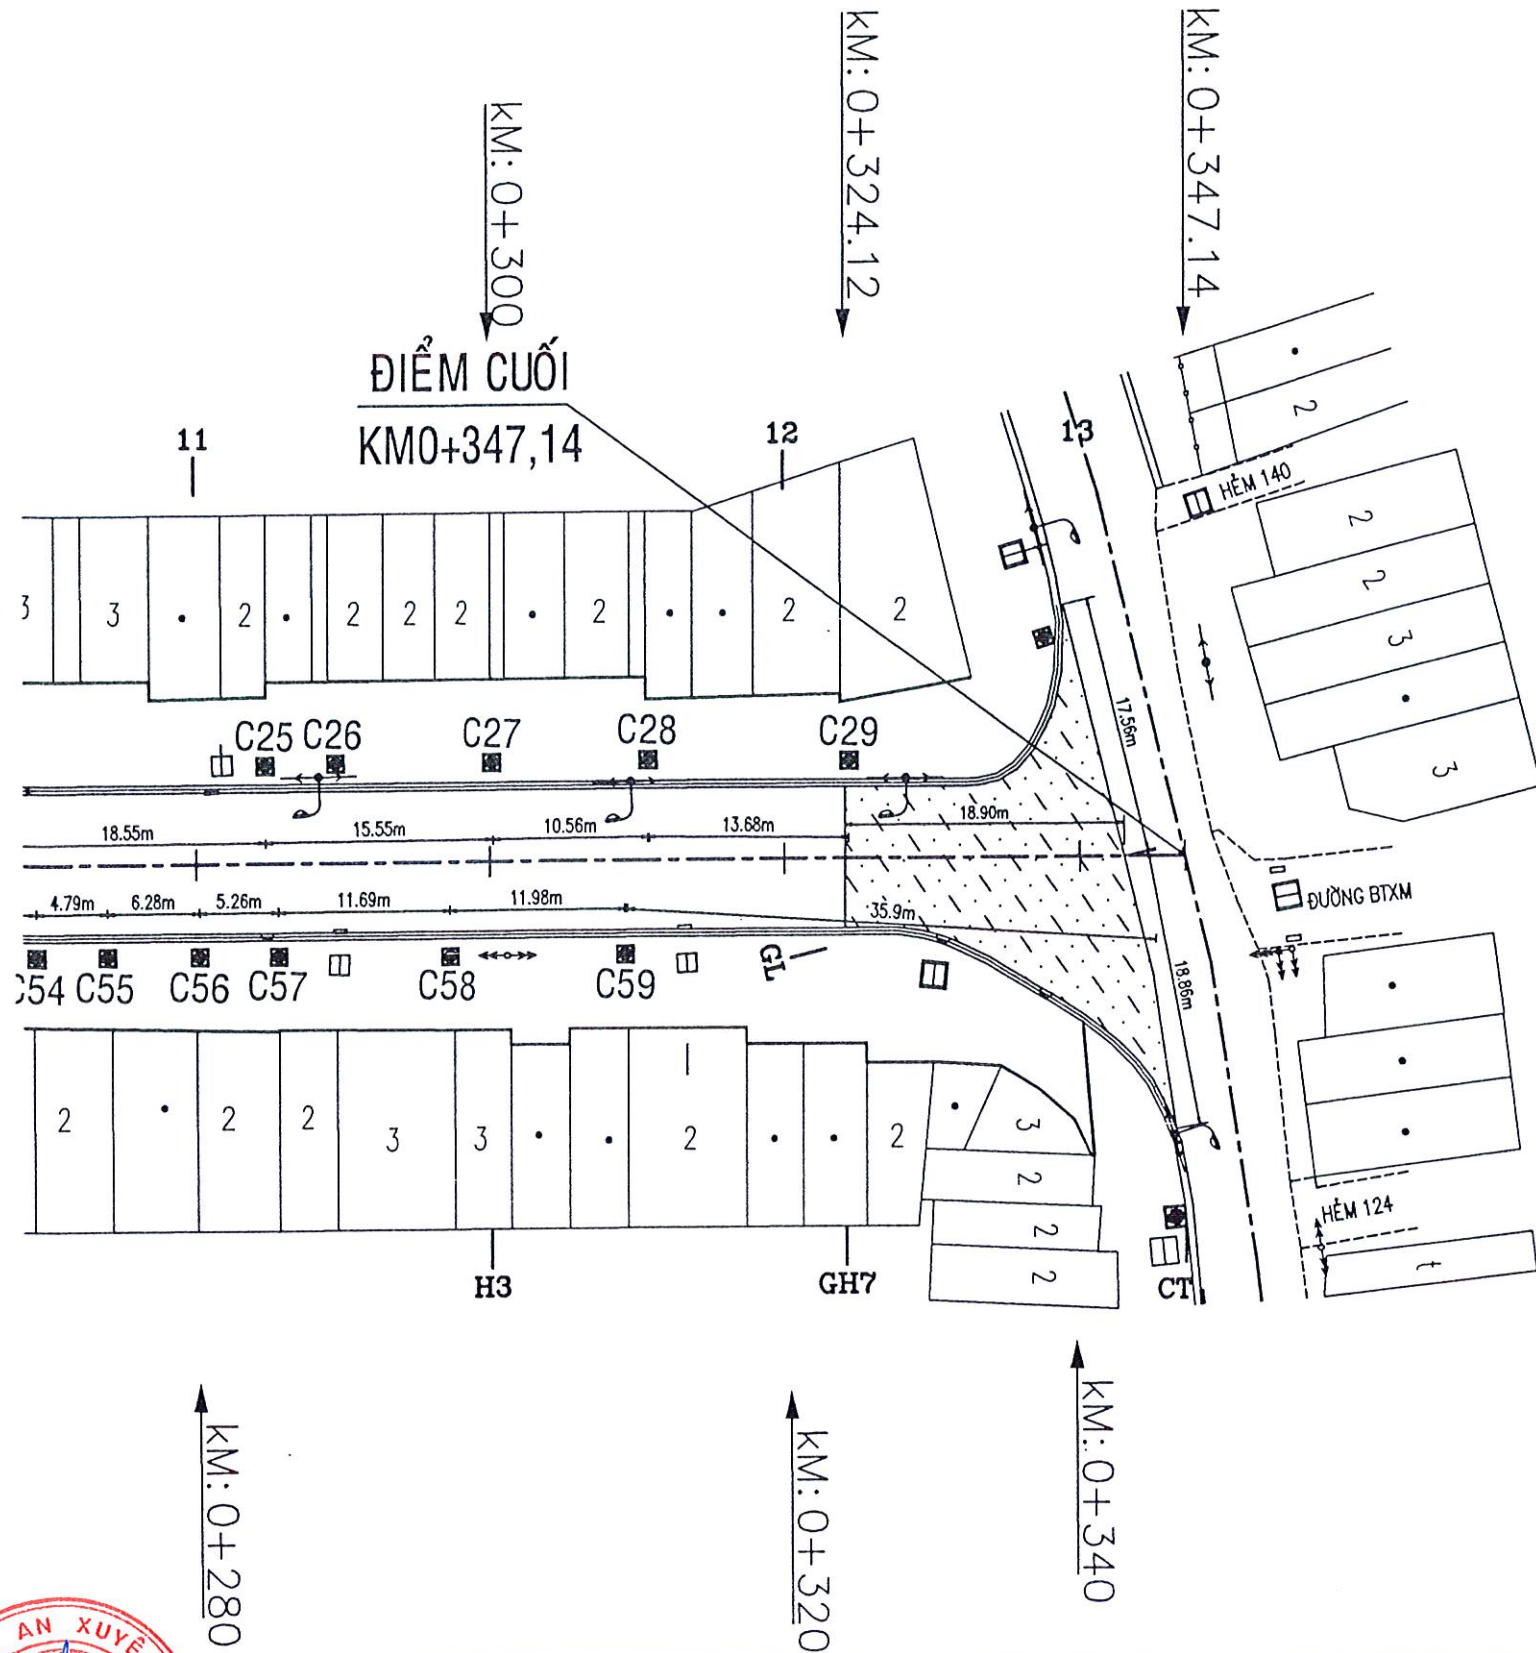 KM: 0+300
KM: 0+324.12
KM: 0+347.14
ĐIỂM CUỐI
KM0+347,14
11
12
13
2
HẺM 140
2
2
3
3
3
3
2
2
2
2
2
2
2
C25
C26
C27
C28
C29
17.56m
18.55m
15.55m
10.56m
13.68m
18.90m
4.79m
6.28m
5.26m
11.69m
11.98m
35.9m
ĐƯỜNG BTXM
18.86m
GL
C54
C55
C56
C57
C58
C59
2
2
2
3
3
2
2
3
2
2
2
HẺM 124
t
H3
GH7
CT
KM: 0+280
KM: 0+320
KM: 0+340
AN XUYÊ